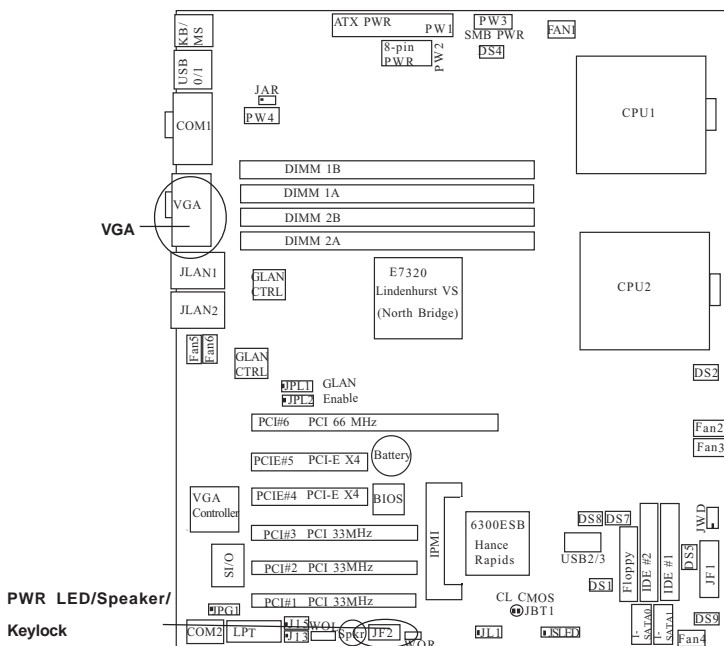 KB/
MS
ATX PWR
PW1
PW3
SMB PWR
FAN1
8-pin
PWR
PW2
DS4
USB
0/1
JAR
PW4
COM1
CPU1
DIMM 1B
DIMM 1A
VGA
VGA
DIMM 2B
DIMM 2A
JLAN1
GLAN
CTRL
E7320
Lindenhurst VS
(North Bridge)
CPU2
JLAN2
Fan5
Fan6
GLAN
CTRL
DS2
JPL1
GLAN
JPL2
Enable
PCI#6 PCI 66 MHz
Fan2
Fan3
PCIE#5 PCI-E X4
Battery
VGA
Controller
PCIE#4 PCI-E X4
BIOS
IPMI
6300ESB
Hance
Rapids
DS8
DS7
JWD
PCI#3 PCI 33MHz
USB2/3
Floppy
IDE #2
IDE #1
DS5
JF1
SI/O
PCI#2 PCI 33MHz
DS1
PWR LED/Speaker/
Keylock
JPG1
PCI#1 PCI 33MHz
CL CMOS
JBT1
COM2
LPT
J15
J13
WOL
Spkr
JF2
WOR
JL1
JSLED
I-
SATA0
I-
SATA1
DS9
Fan4